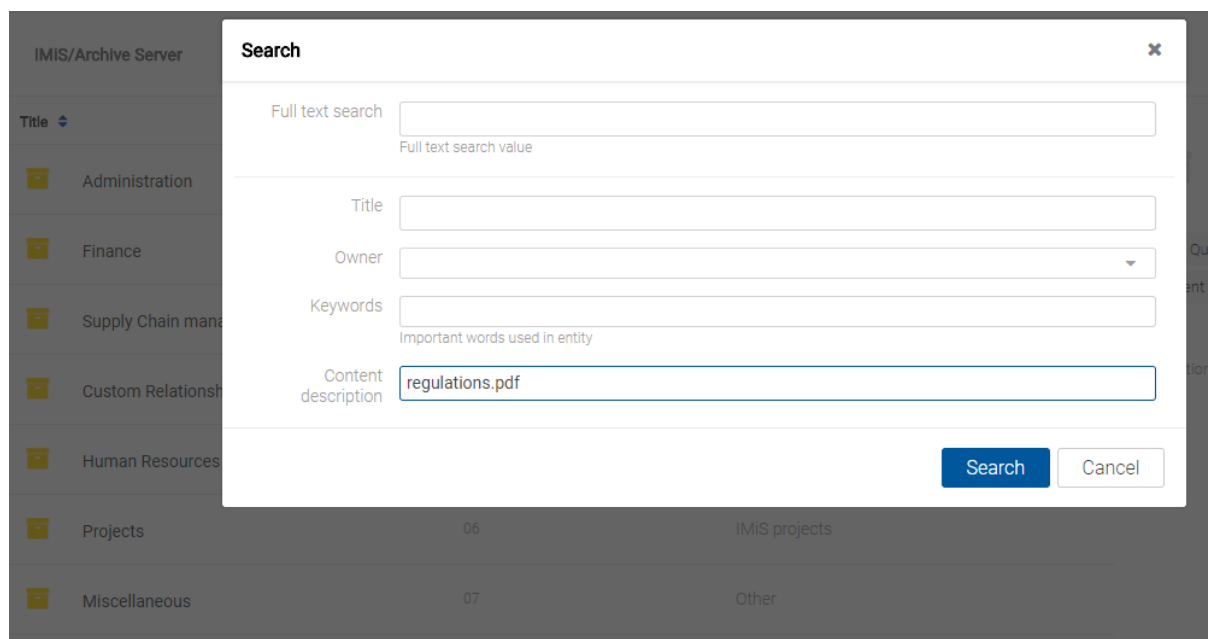 IMiS/Archive Server
Search
Full text search
Full text search value
Title
Administration
Title
Finance
Owner
Keywords
Supply Chain mana
Important words used in entity
Content
description
regulations.pdf
Custom Relationsh
Human Resources
Search
Cancel
Projects
06
IMiS projects
Miscellaneous
07
Other